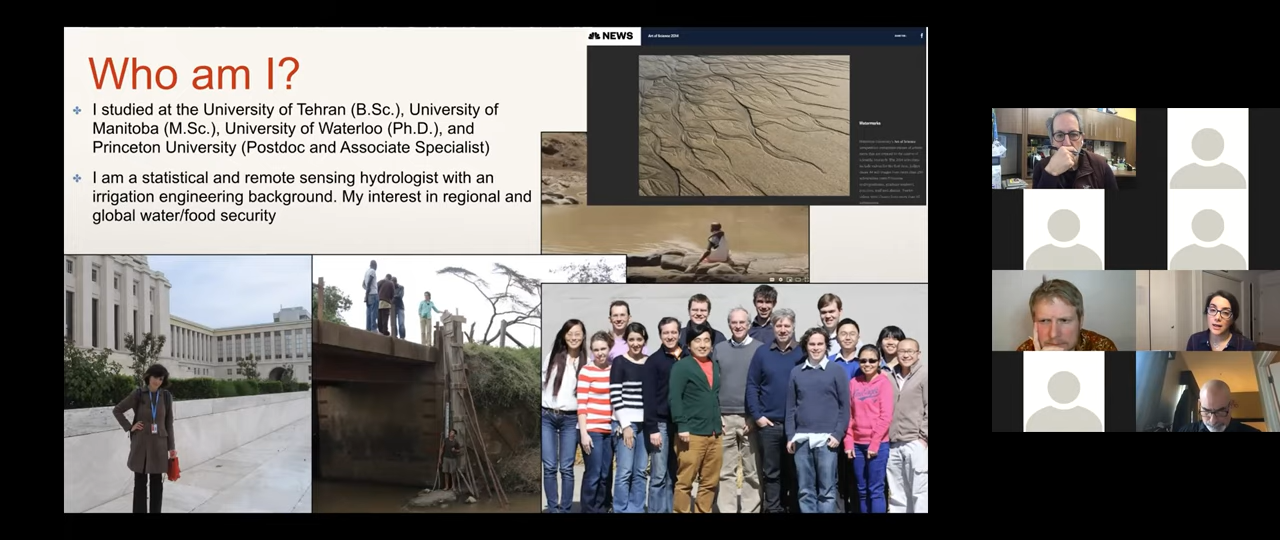 Who am I?
I studied at the University of Tehran (B.Sc.), University of
Manitoba (M.Sc.), University of Waterloo (Ph.D.), and
Princeton University (Postdoc and Associate Specialist)
I am a statistical and remote sensing hydrologist with an
irrigation engineering background. My interest in regional and
global water/food security
NEWS
Art of Science 2014
Watermarks